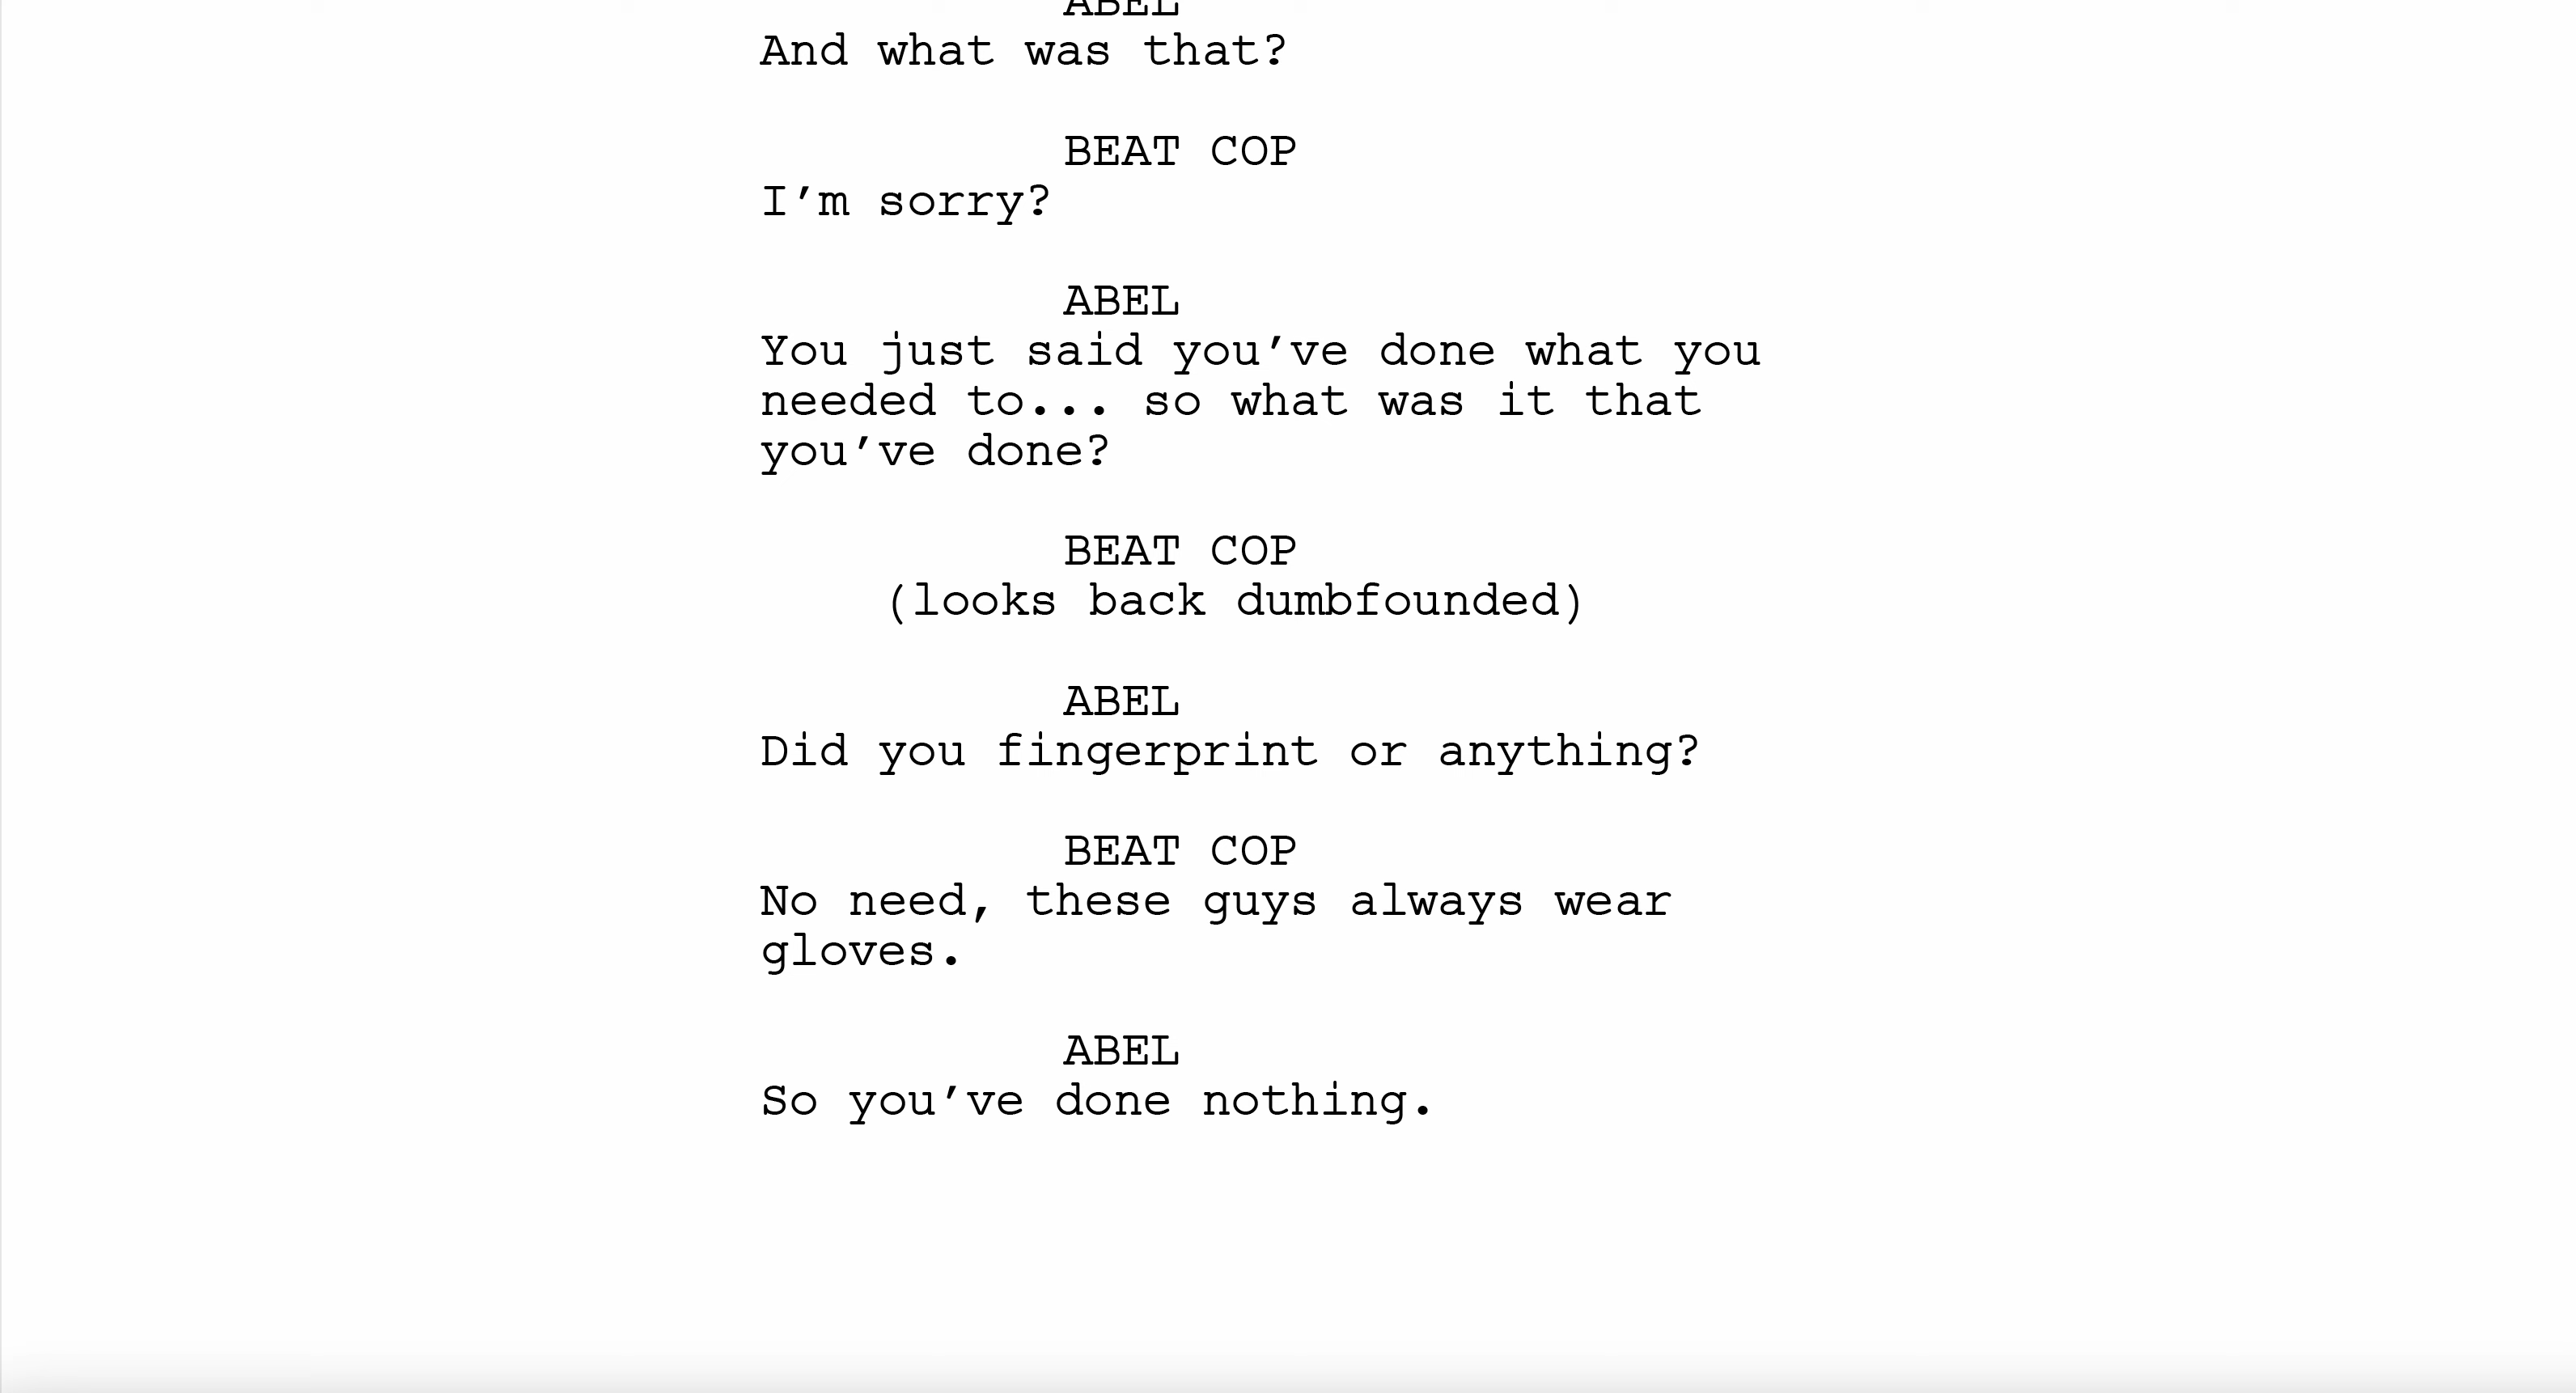 ABEL
And what was that?
BEAT COP
I’m sorry?
ABEL
You just said you’ve done what you
needed to... so what was it that
you’ve done?
BEAT COP
(looks back dumbfounded)
ABEL
Did you fingerprint or anything?
BEAT COP
No need, these guys always wear
gloves.
ABEL
So you’ve done nothing.